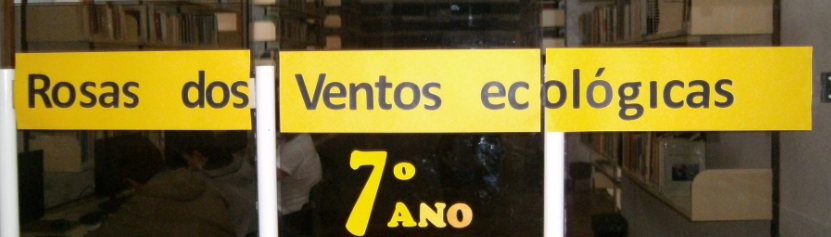 Rosas dos Ventos ecológicas
7º
ANO